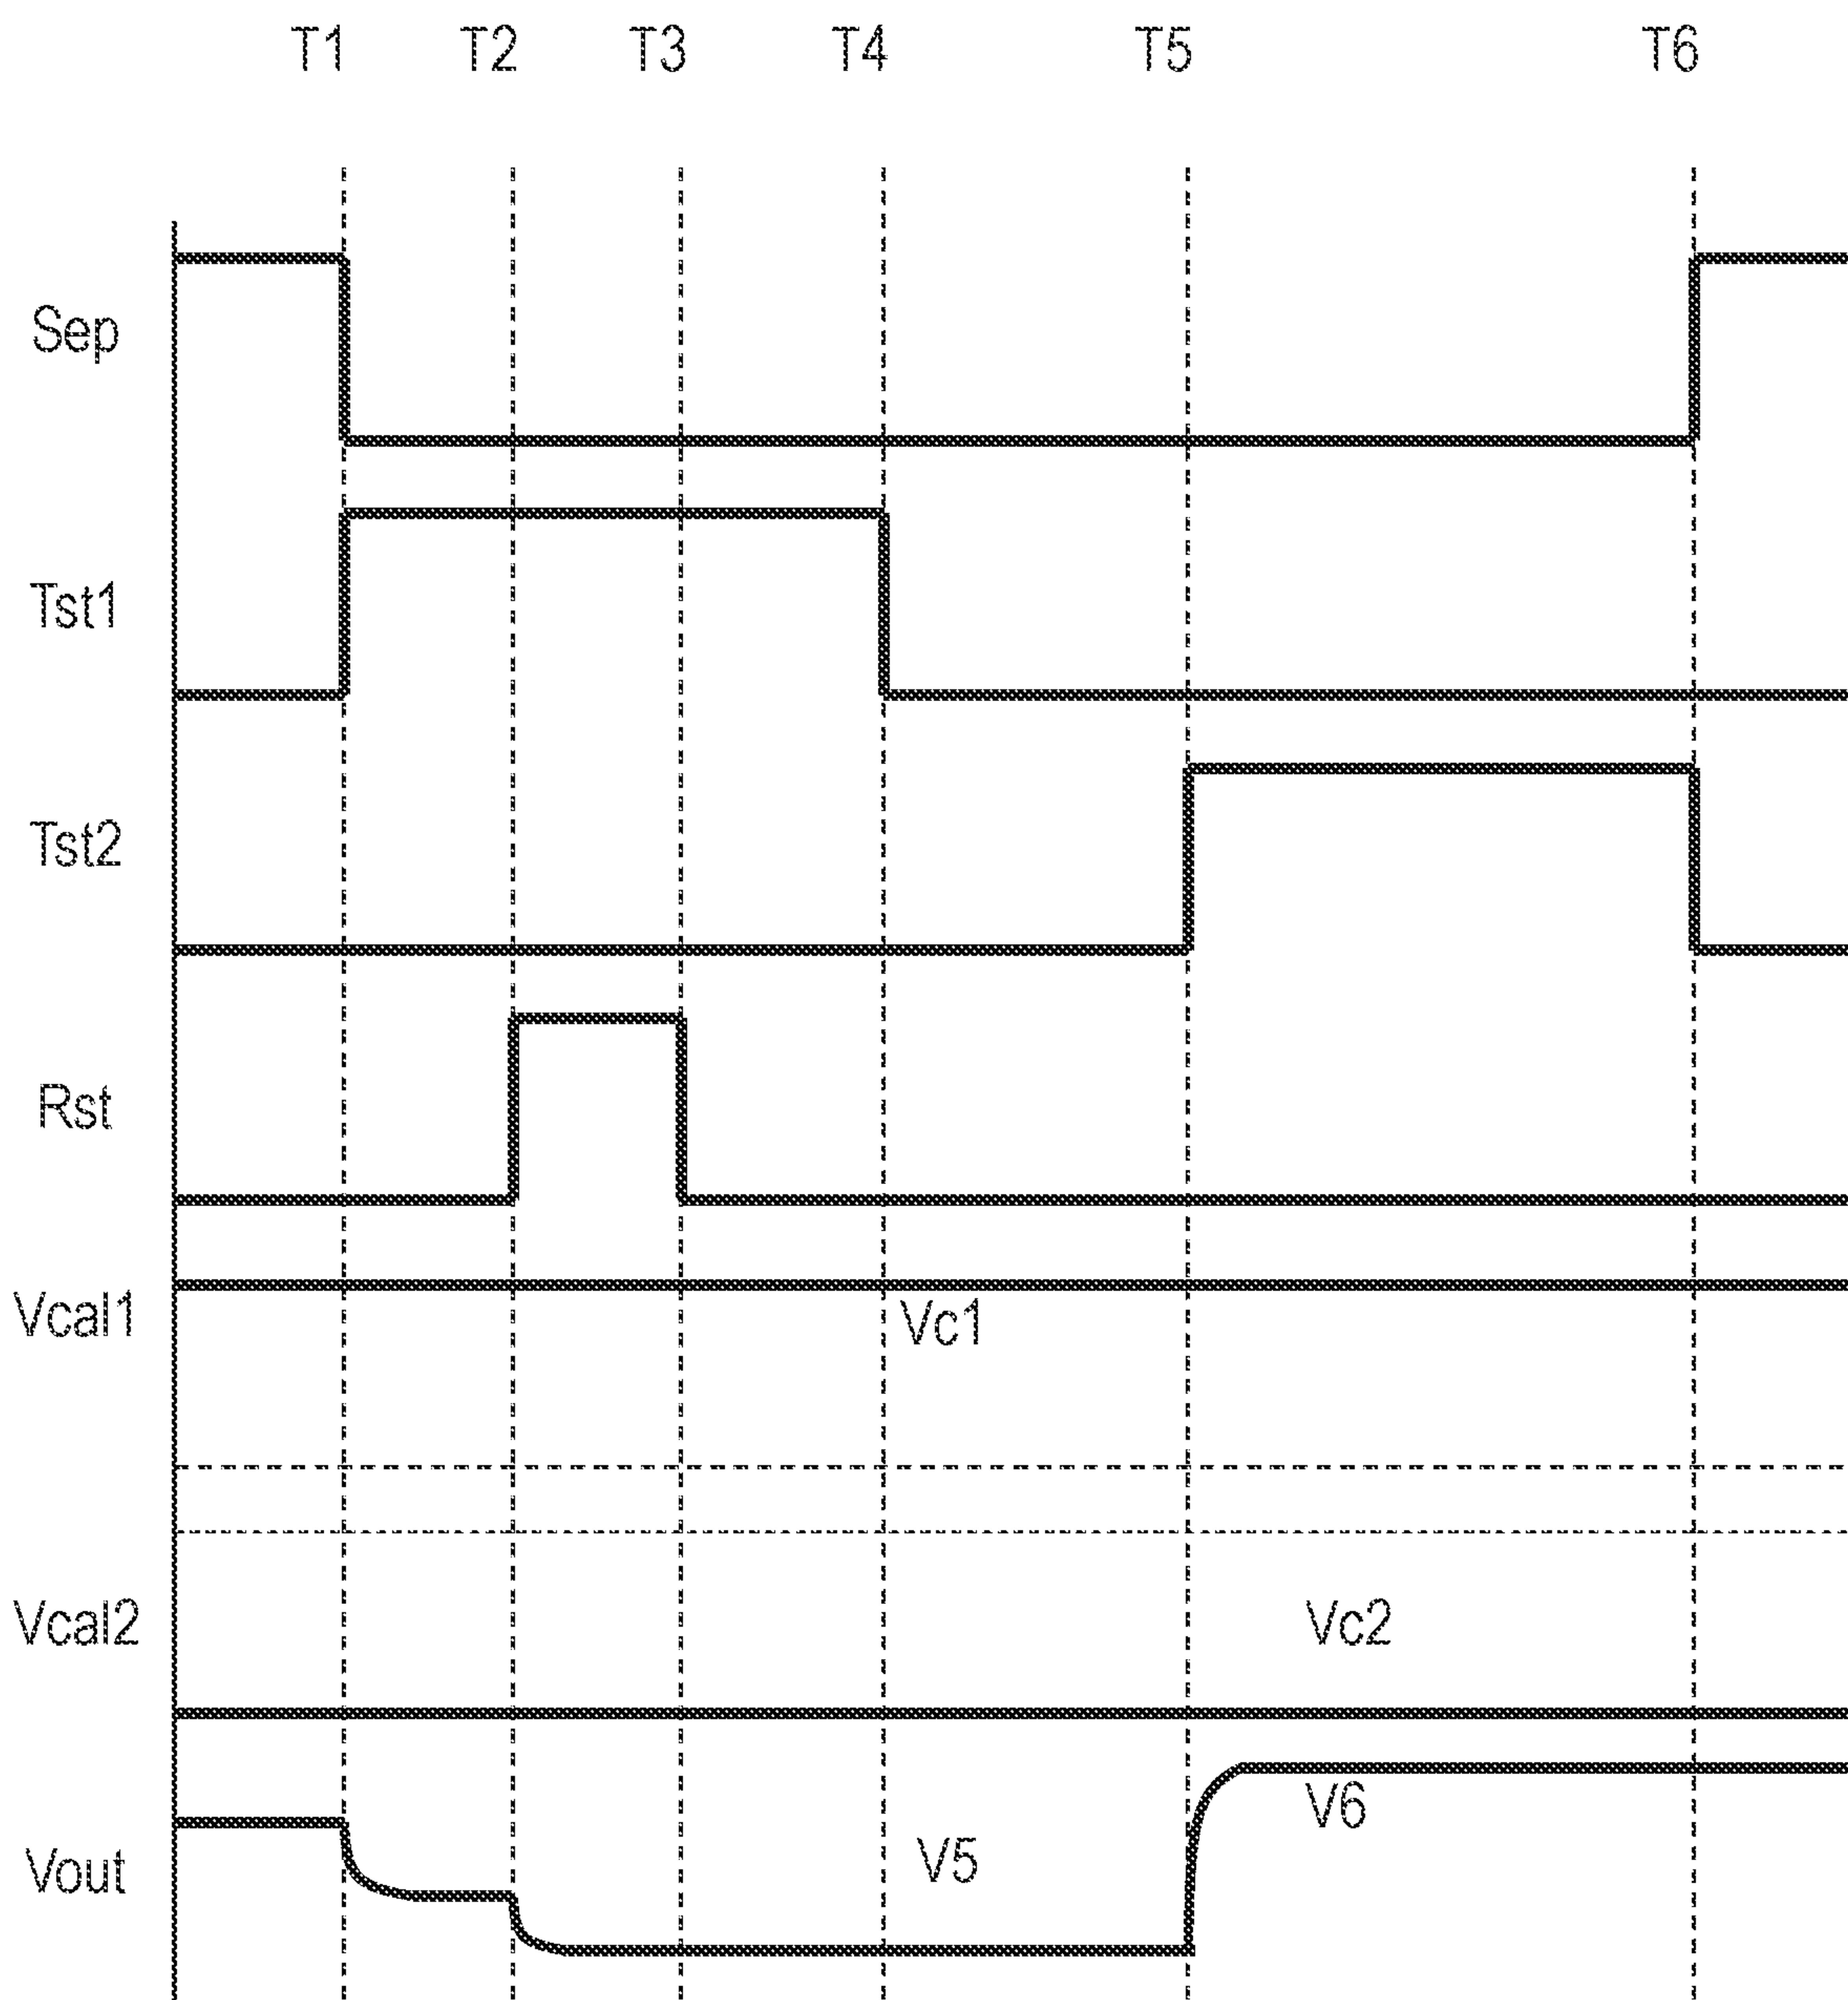 T1 T2 T3 T4 T5 T6
Sep
Tst1
Tst2
Rst
Vcal1
Vc1
Vcal2
Vc2
Vout
V5
V6